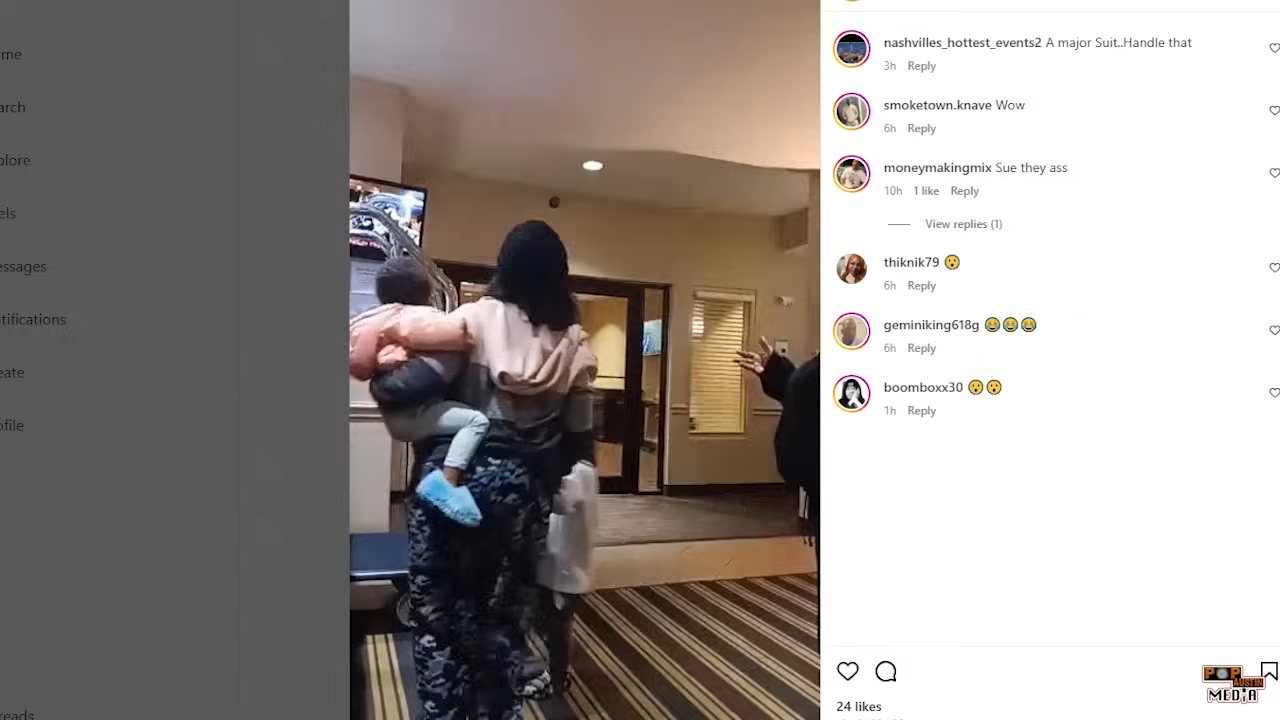 me
arch
plore
els
essages
tifications
eate
ofile
reads
nashvilles_hottest_events2 A major Suit..Handle that
3h Reply
smoketown.knave Wow
6h Reply
moneymakingmix Sue they ass
10h 1 like Reply
View replies (1)
thiknik79 😮
6h Reply
geminiking618g 😂😂😂
6h Reply
boomboxx30 😮😮
1h Reply
24 likes
POP
AUSTIN
MEDIA